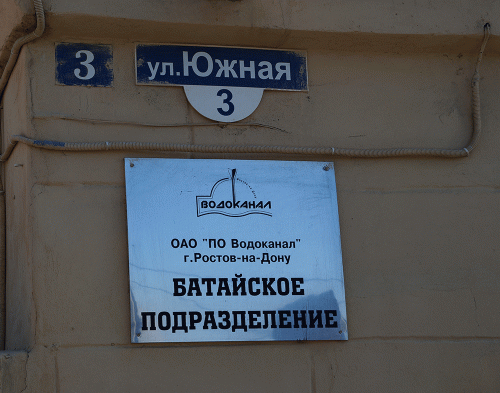 3
ул.Южная
3
ВОДОКАНАЛ
ОАО "ПО Водоканал"
г.Ростов-на-Дону
БАТАЙСКОЕ
ПОДРАЗДЕЛЕНИЕ